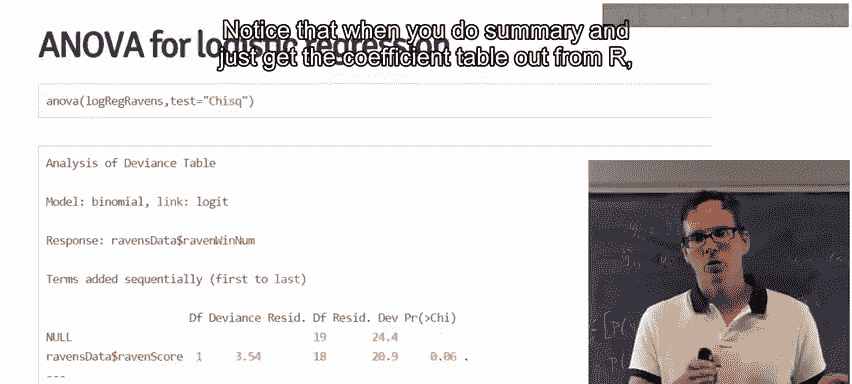 Notice that when you do summary and
ANOVA for logistic regression
just get the coefficient table out from R,
anova(logRegRavens,test="Chisq")
Analysis of Deviance Table
Model: binomial, link: logit
Response: ravensData$ravenWinNum
Terms added sequentially (first to last)
Df Deviance Resid. Df Resid. Dev Pr(>Chi)
NULL 19 24.4
ravensData$ravenScore 1 3.54 18 20.9 0.06 .
---